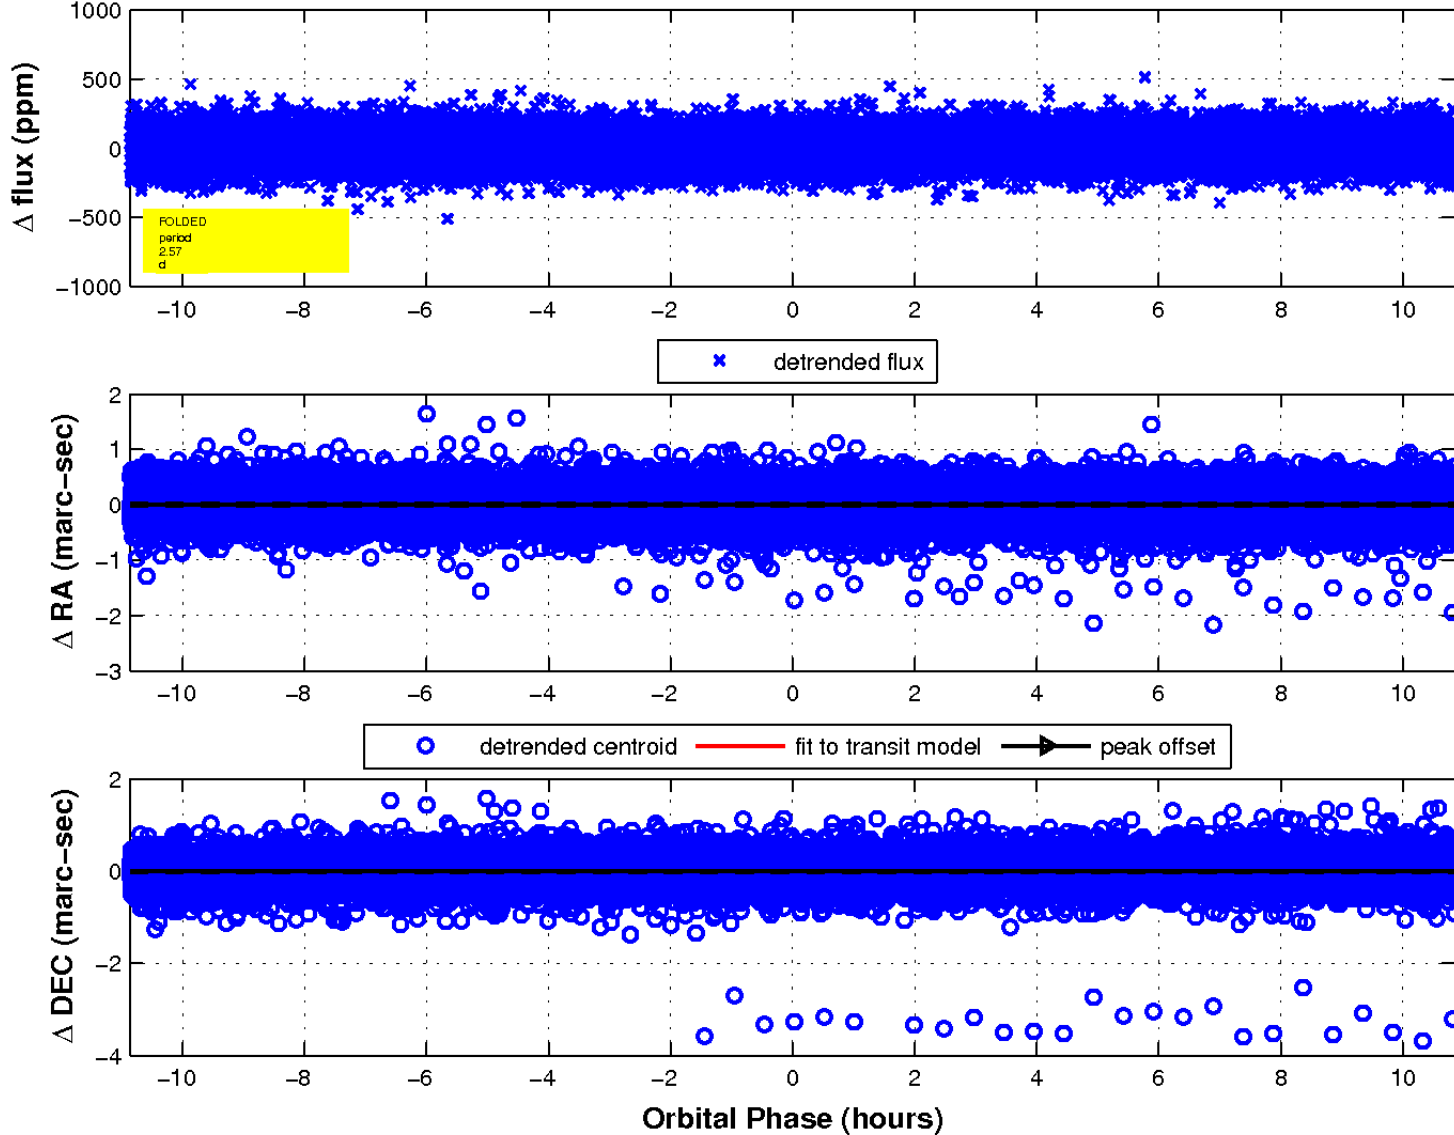 1000
500
0
−500
−1000
Δ flux (ppm)
FOLDED
period
2.57
d
−10 −8 −6 −4 −2 0 2 4 6 8 10
detrended flux
2
1
0
−1
−2
−3
Δ RA (marc−sec)
−10 −8 −6 −4 −2 0 2 4 6 8 10
detrended centroid fit to transit model peak offset
2
0
−2
−4
Δ DEC (marc−sec)
−10 −8 −6 −4 −2 0 2 4 6 8 10
Orbital Phase (hours)